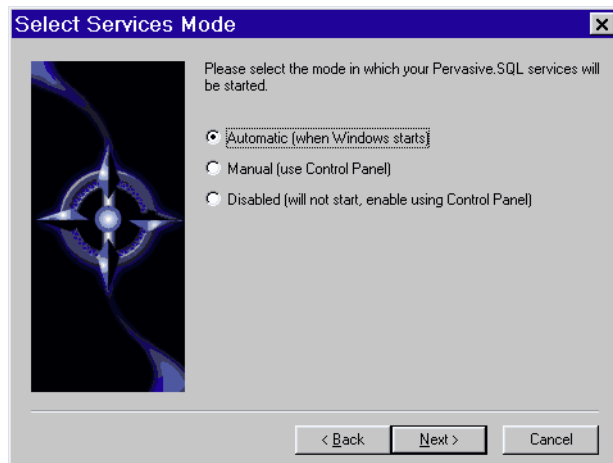 Select Services Mode
Please select the mode in which your Pervasive.SQL services will
be started.
Automatic (when Windows starts)
Manual (use Control Panel)
Disabled (will not start, enable using Control Panel)
< Back
Next >
Cancel